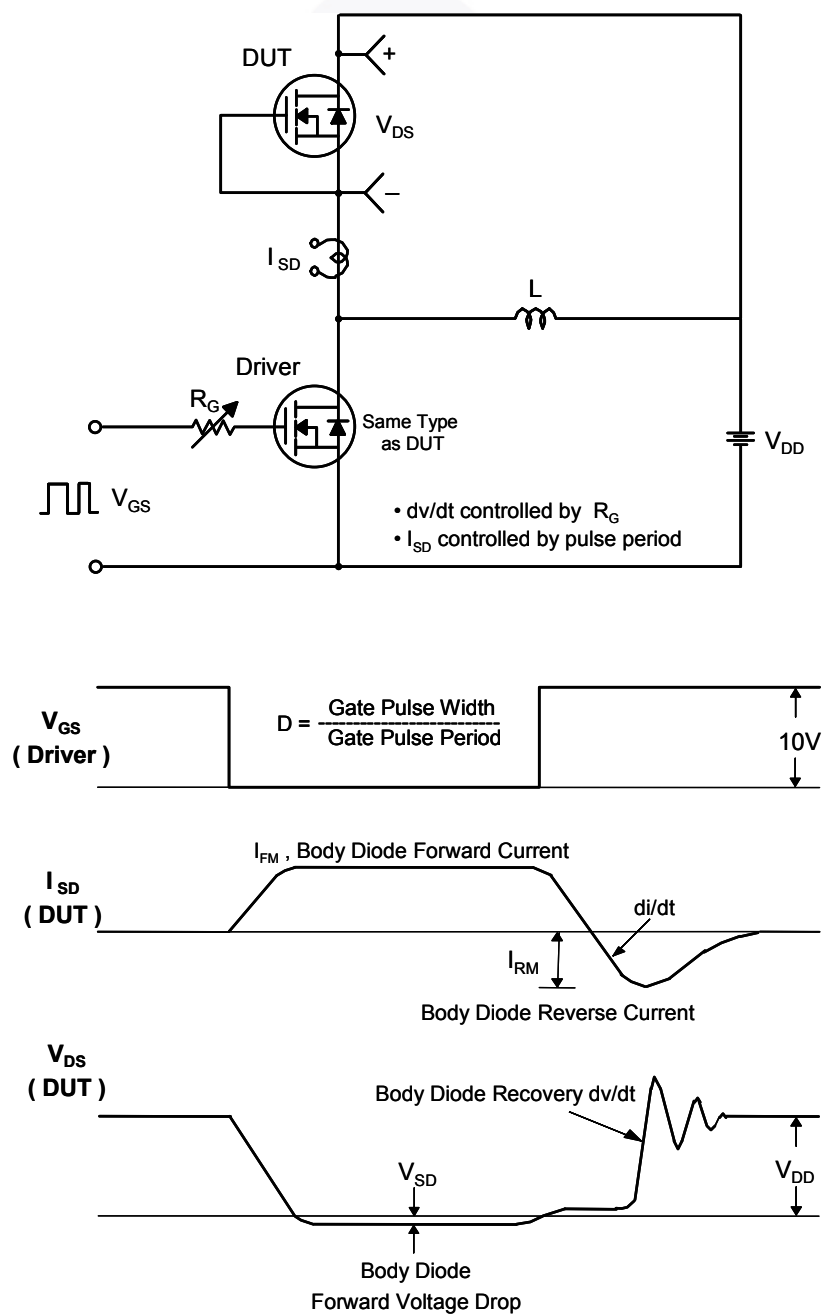 DUT
+
V_DS
–
I_SD
L
Driver
R_G
Same Type
as DUT
V_DD
V_GS
• dv/dt controlled by R_G
• I_SD controlled by pulse period
V_GS
( Driver )
D = Gate Pulse Width
Gate Pulse Period
10V
I_FM , Body Diode Forward Current
I_SD
( DUT )
di/dt
I_RM
Body Diode Reverse Current
V_DS
( DUT )
Body Diode Recovery dv/dt
V_SD
V_DD
Body Diode
Forward Voltage Drop